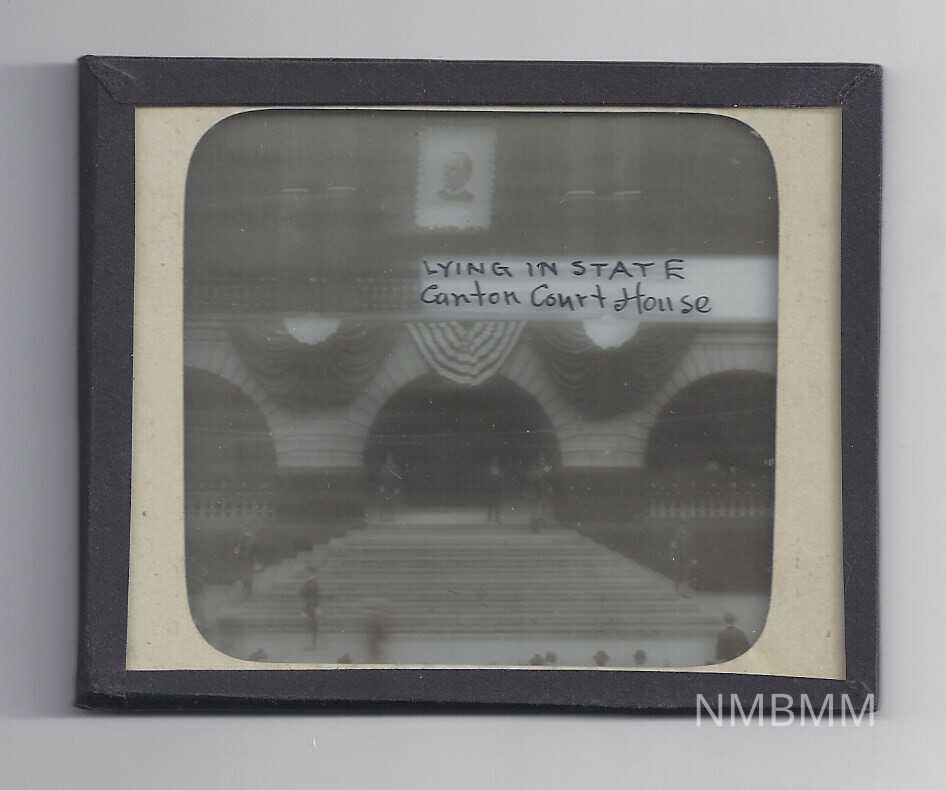 LYING IN STATE
Canton Court House
NMBMM